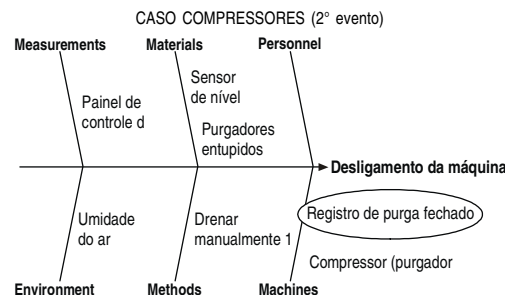 CASO COMPRESSORES (2° evento)
Measurements Materials Personnel
Sensor
de nível
Painel de
controle d
Purgadores
entupidos
Desligamento da máquina
Registro de purga fechado
Umidade
do ar
Drenar
manualmente 1
Compressor (purgador
Environment Methods Machines